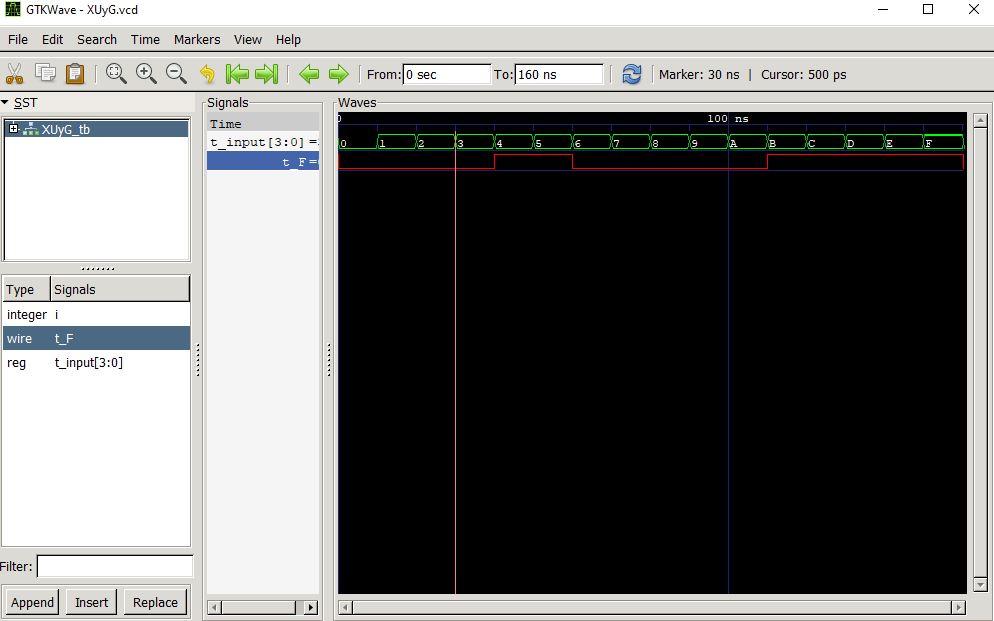 GTKWave - XUyG.vcd
File Edit Search Time Markers View Help
From: 0 sec To: 160 ns Marker: 30 ns | Cursor: 500 ps
SST
XUyG_tb
Type Signals
integer i
wire t_F
reg t_input[3:0]
Filter:
Append Insert Replace
Signals
Time
t_input[3:0] =
t_F=
Waves
0 100 ns
0 1 2 3 4 5 6 7 8 9 A B C D E F